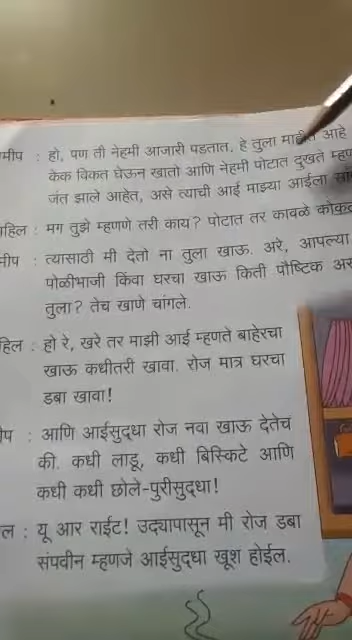 मीप : हो, पण ती नेहमी आजारी पडतात. हे तुला माहीत आहे
केक विकत घेऊन खातो आणि नेहमी पोटात दुखते
जंत झाले आहेत, असे त्याची आई माझ्या आईला
हिल : मग तुझे म्हणणे तरी काय? पोटात तर कावळे
मीप : त्यासाठी मी देतो ना तुला खाऊ. अरे, आपल्या
पोळीभाजी किंवा घरचा खाऊ किती पौष्टिक
तुला? तेच खाणे चांगले.
हिल : हो रे, खरे तर माझी आई म्हणते बाहेरचा
खाऊ कधीतरी खावा. रोज मात्र घरचा
डबा खावा!
प : आणि आईसुद्धा रोज नवा खाऊ देतेच
की. कधी लाडू, कधी बिस्किटे आणि
कधी कधी छोले-पुरीसुद्धा!
ल : यू आर राईट! उद्यापासून मी रोज डबा
संपवीन म्हणजे आईसुद्धा खूश होईल.